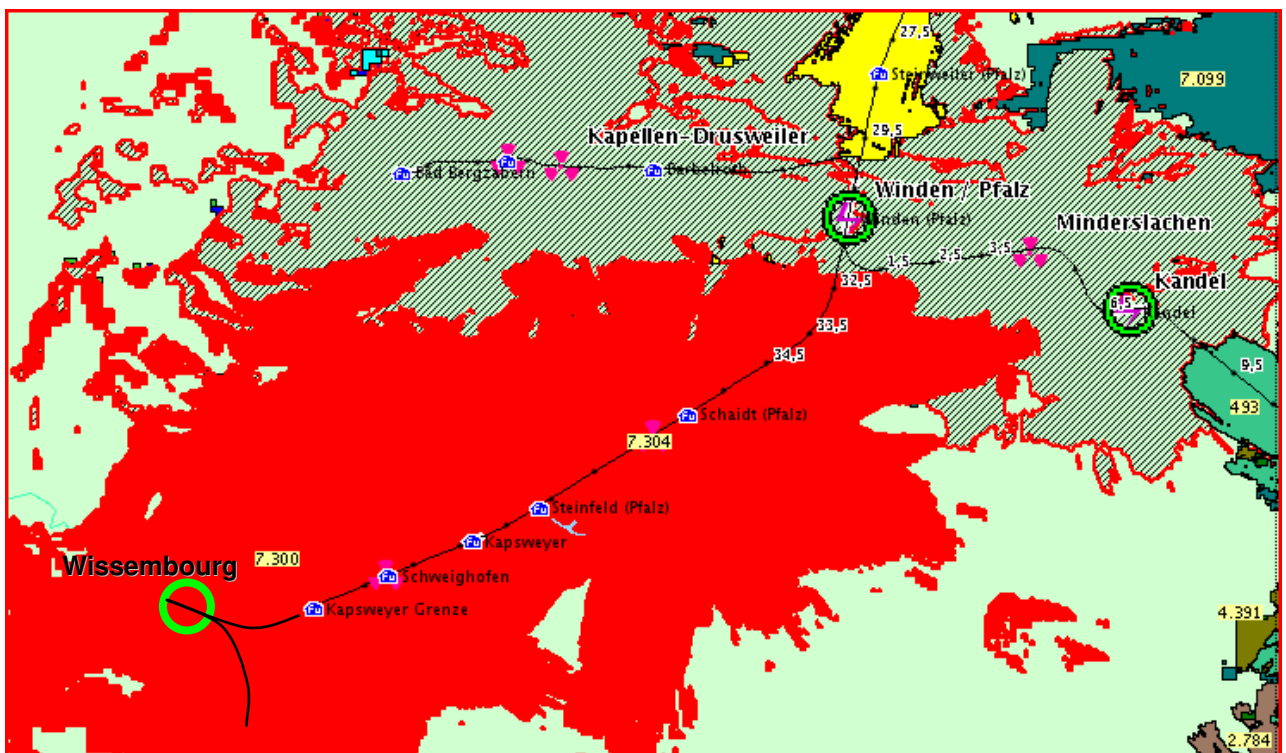 27,5
Steinweiler (Pfalz)
7.099
29,5
Kapellen-Drusweiler
Bad Bergzabern
Barbelroth
Winden / Pfalz
Winden (Pfalz)
Minderslachen
1,5
2,5
3,5
32,5
Kandel
6,5
Kandel
33,5
34,5
9,5
493
Schaidt (Pfalz)
7.304
Steinfeld (Pfalz)
Kapsweyer
7.300
Wissembourg
Schweighofen
Kapsweyer Grenze
4.391
2.784